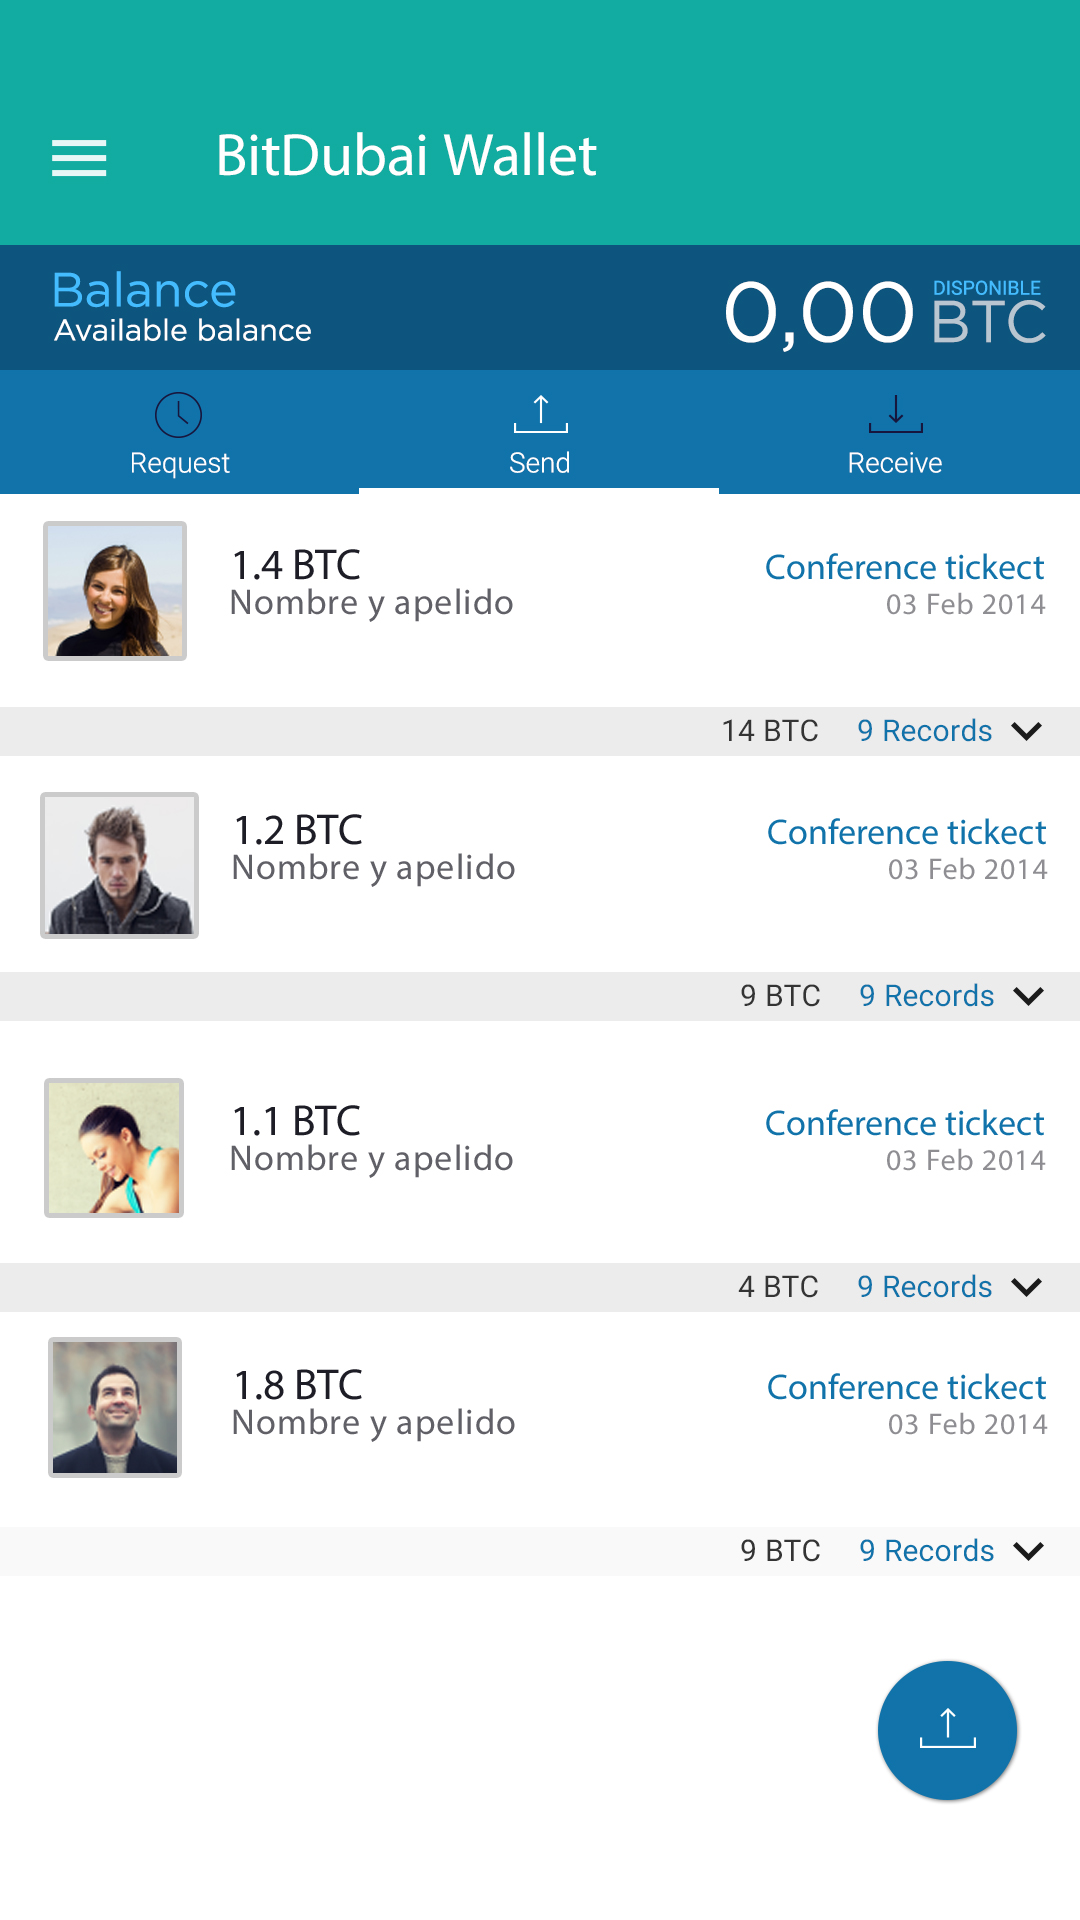 BitDubai Wallet
Balance
Available balance
0,00 DISPONIBLE BTC
Request Send Receive
1.4 BTC Conference tickect
Nombre y apelido 03 Feb 2014
14 BTC 9 Records
1.2 BTC Conference tickect
Nombre y apelido 03 Feb 2014
9 BTC 9 Records
1.1 BTC Conference tickect
Nombre y apelido 03 Feb 2014
4 BTC 9 Records
1.8 BTC Conference tickect
Nombre y apelido 03 Feb 2014
9 BTC 9 Records